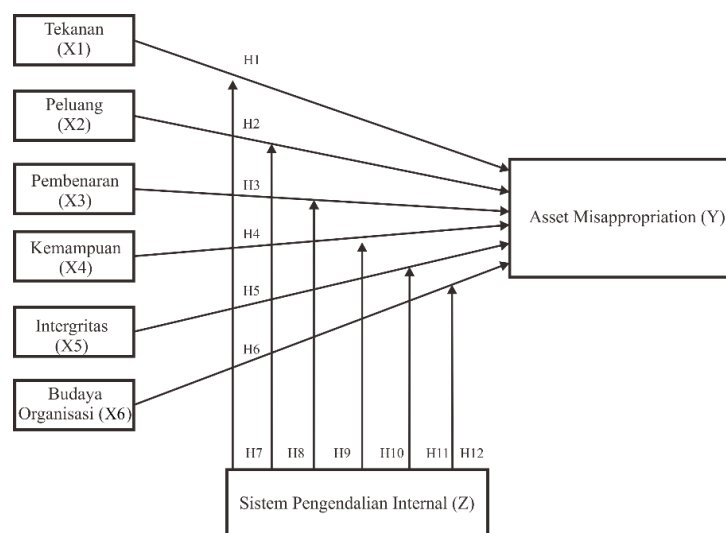 Tekanan
(X1)
H1
Peluang
(X2)
H2
Pembenaran
(X3)
H3
Kemampuan
(X4)
H4
Asset Misappropriation (Y)
Intergritas
(X5)
H5
Budaya
Organisasi (X6)
H6
H7 H8 H9 H10 H11 H12
Sistem Pengendalian Internal (Z)